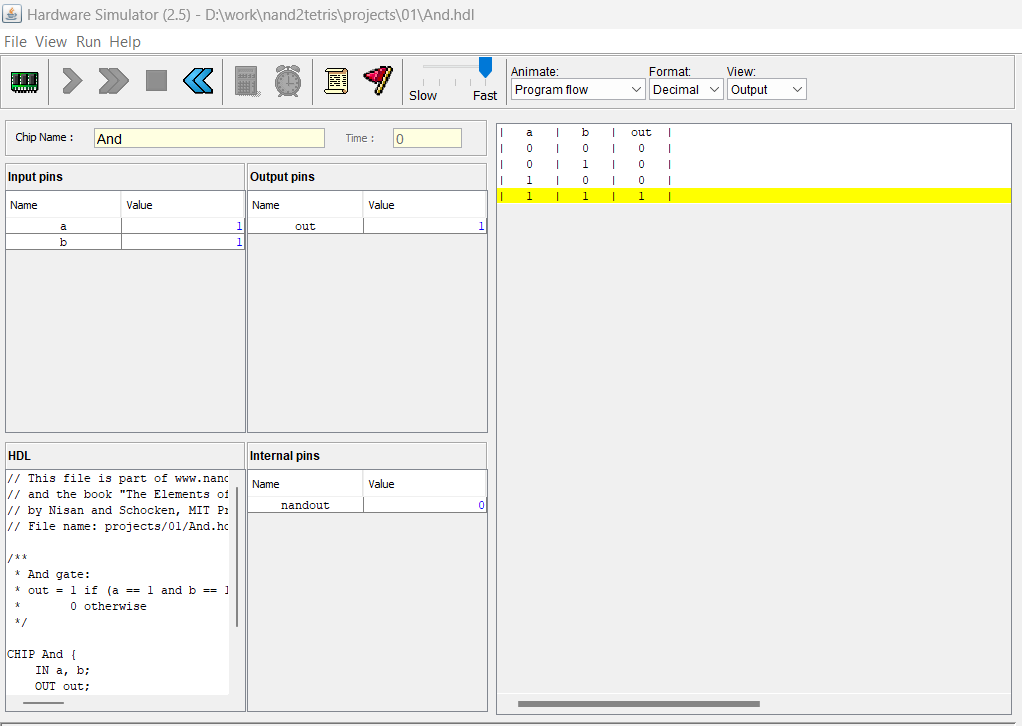 Hardware Simulator (2.5) - D:\work\nand2tetris\projects\01\And.hdl
File View Run Help
Slow Fast
Animate: Format: View:
Program flow Decimal Output
Chip Name : And Time : 0
Input pins
Name Value
a 1
b 1
Output pins
Name Value
out 1
HDL
// This file is part of www.nand
// and the book "The Elements of
// by Nisan and Schocken, MIT Pr
// File name: projects/01/And.hd
/**
* And gate:
* out = 1 if (a == 1 and b == 1
* 0 otherwise
*/
CHIP And {
IN a, b;
OUT out;
Internal pins
Name Value
nandout 0
| a | b | out |
| 0 | 0 | 0 |
| 0 | 1 | 0 |
| 1 | 0 | 0 |
| 1 | 1 | 1 |